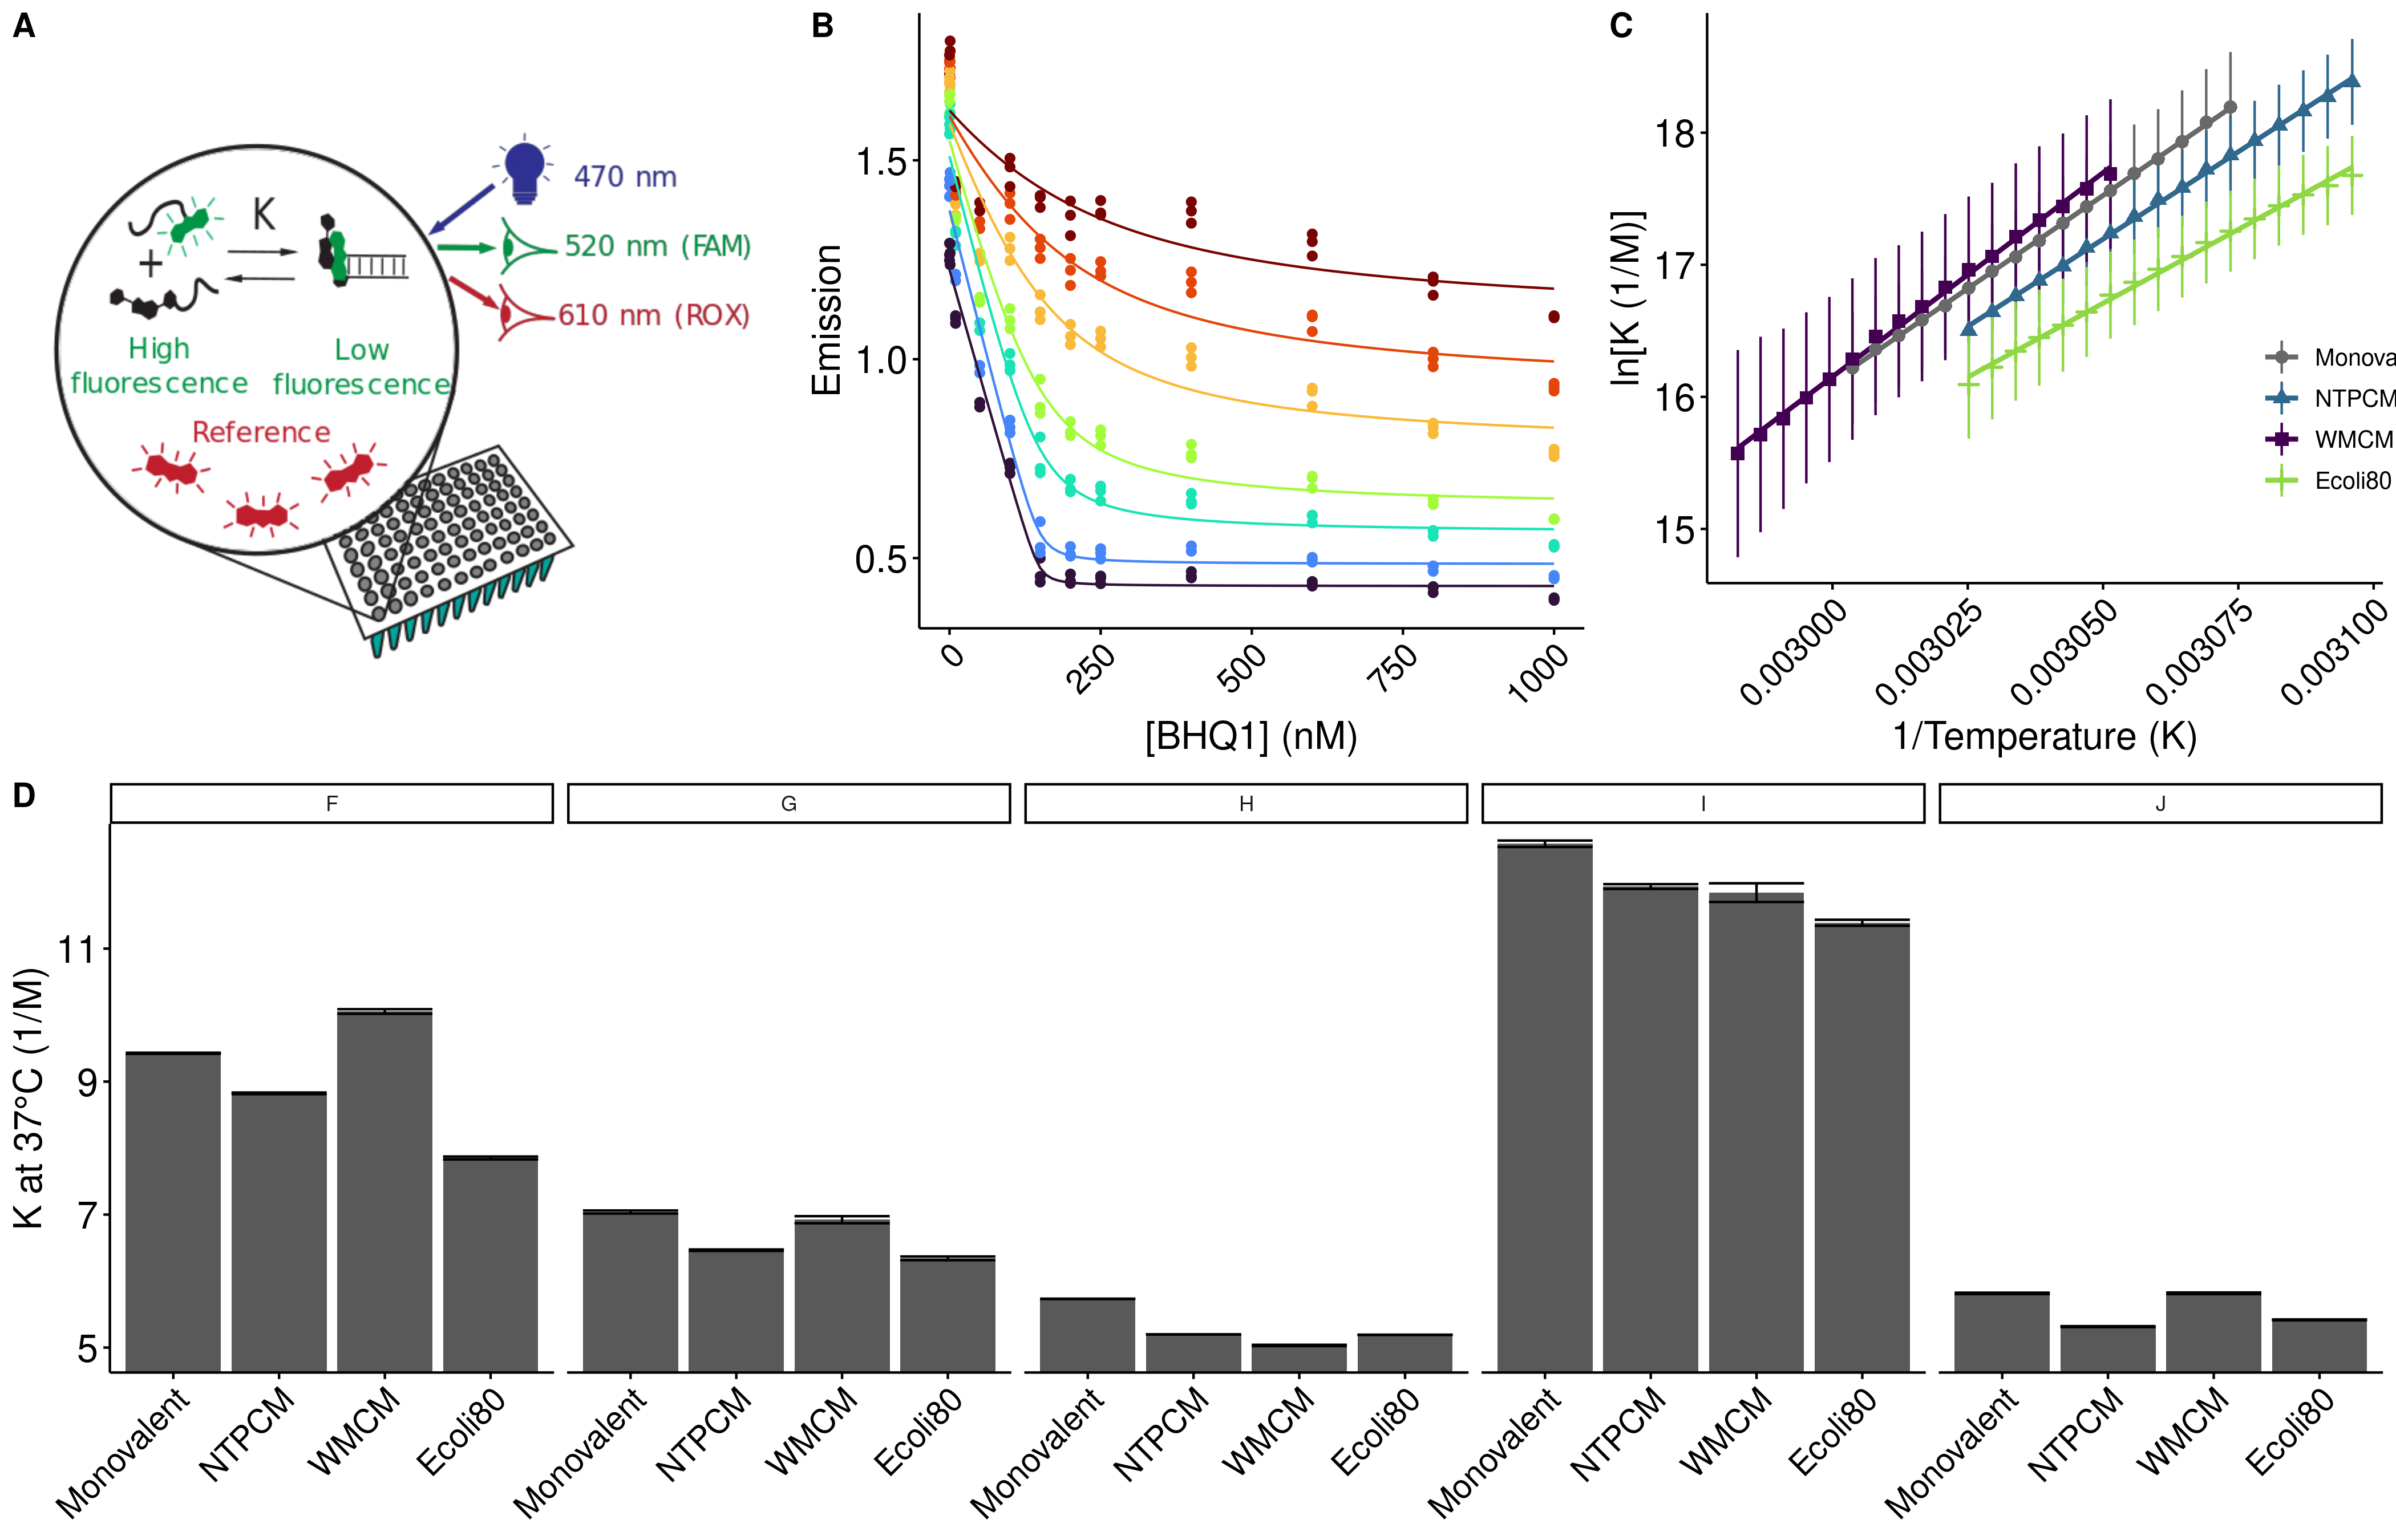 A
K
+
High
fluorescence
Low
fluorescence
Reference
470 nm
520 nm (FAM)
610 nm (ROX)
B
Emission
1.5
1.0
0.5
0
250
500
750
1000
[BHQ1] (nM)
C
ln[K (1/M)]
18
17
16
15
0.003000
0.003025
0.003050
0.003075
0.003100
1/Temperature (K)
Monova
NTPCM
WMCM
Ecoli80
D
F
G
H
I
J
K at 37°C (1/M)
11
9
7
5
Monovalent
NTPCM
WMCM
Ecoli80
Monovalent
NTPCM
WMCM
Ecoli80
Monovalent
NTPCM
WMCM
Ecoli80
Monovalent
NTPCM
WMCM
Ecoli80
Monovalent
NTPCM
WMCM
Ecoli80